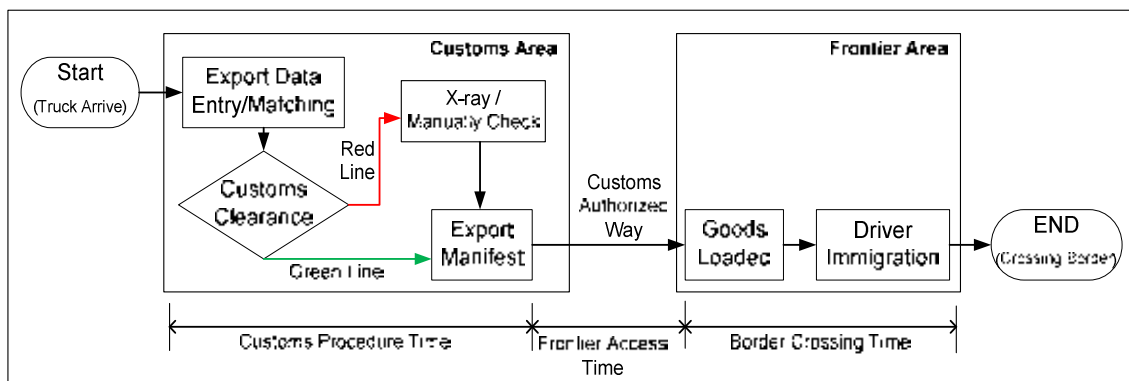 Customs Area
Frontier Area
Start
(Truck Arrive)
Export Data
Entry/Matching
X-ray /
Manually Check
Red
Line
Customs
Clearance
Customs
Authorized
Way
Export
Manifest
Green Line
Goods
Loaded
Driver
Immigration
END
(Crossing Border)
Customs Procedure Time
Frontier Access
Time
Border Crossing Time